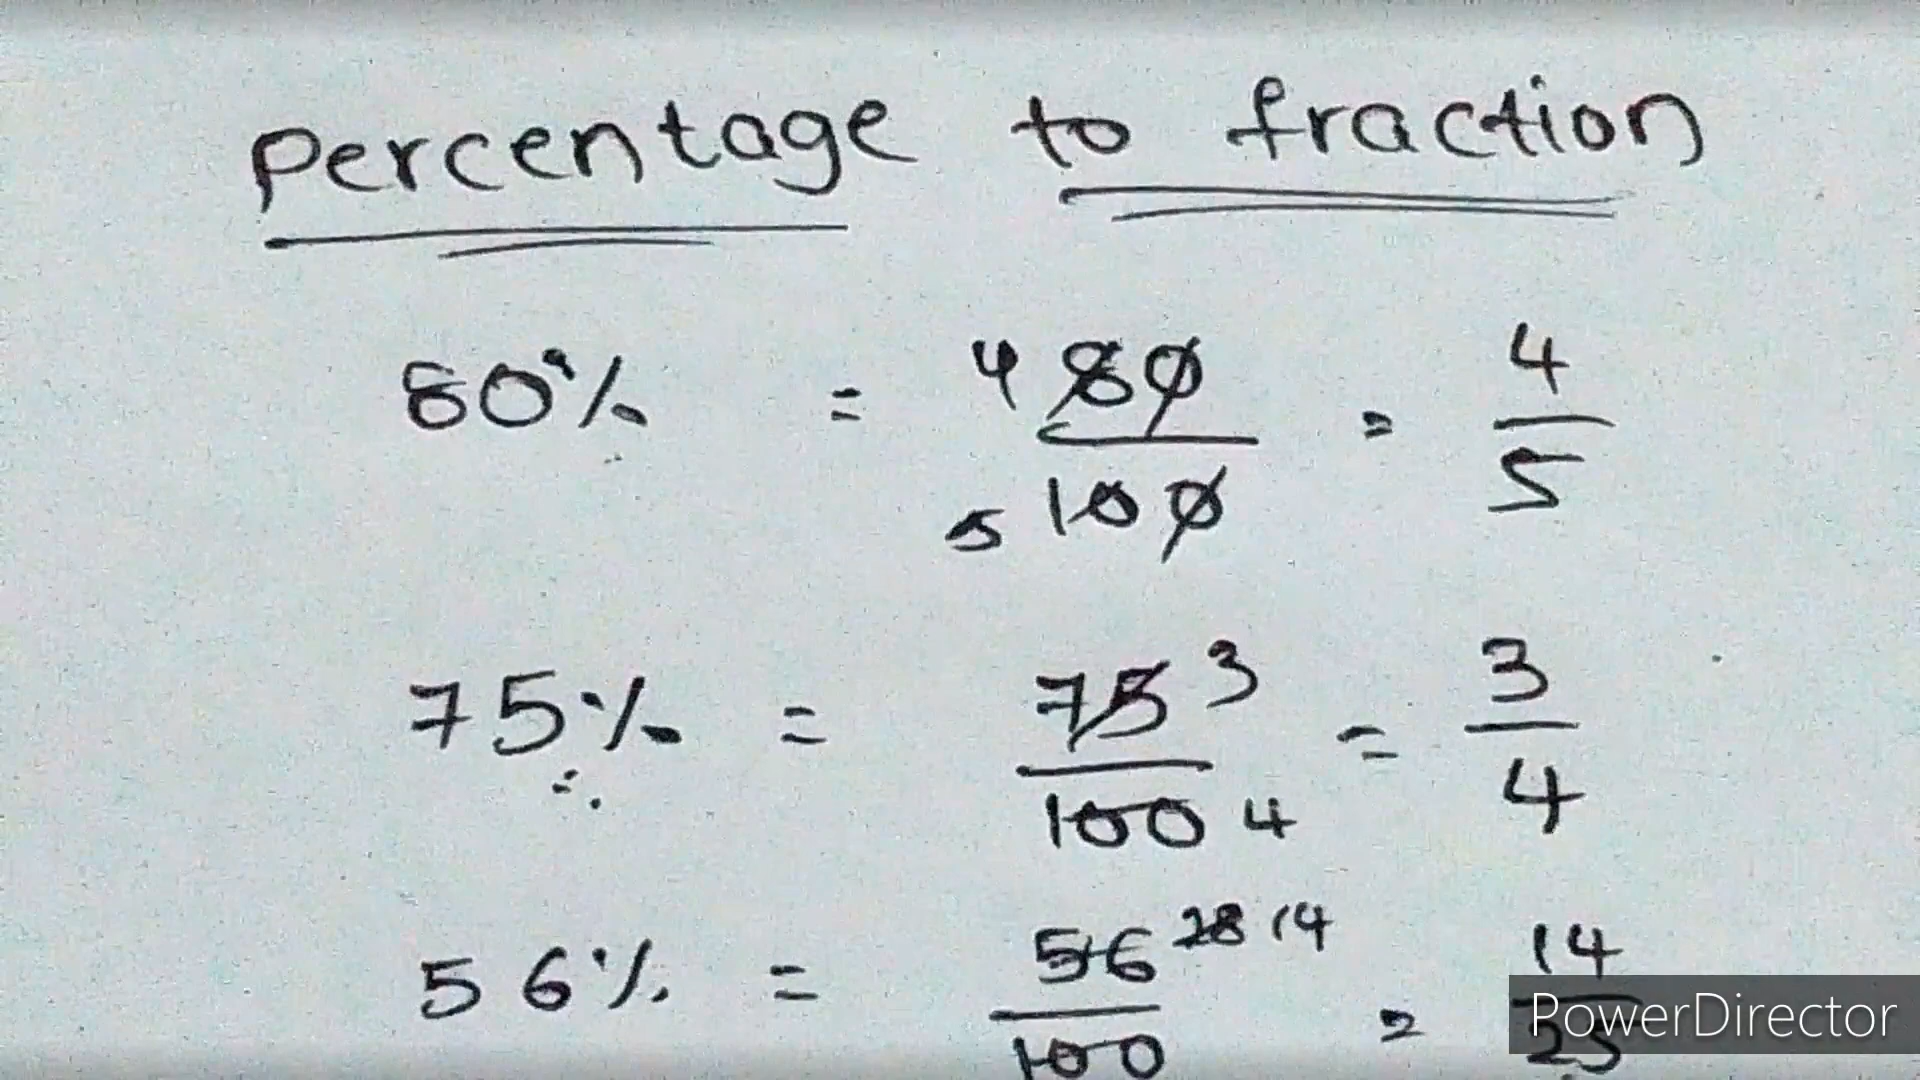 Percentage to fraction
80% = 4 80/100 5 = 4/5
75% = 75 3/100 4 = 3/4
56% = 56 28 14/100 = 14/25
PowerDirector